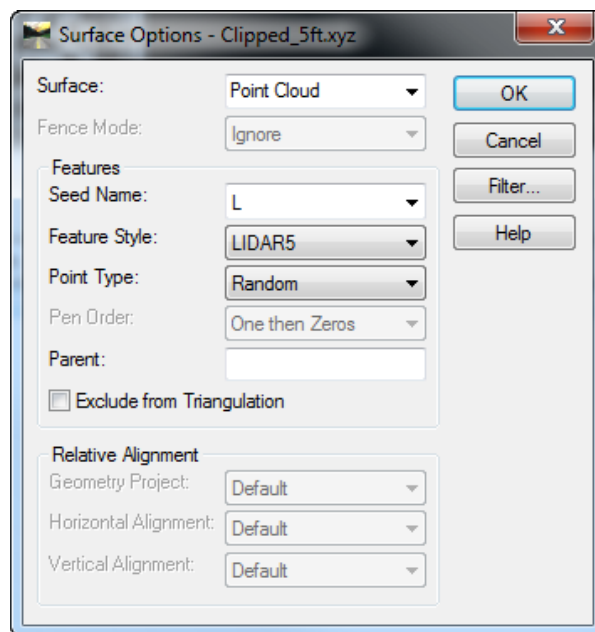 Surface Options - Clipped_5ft.xyz
Surface: Point Cloud OK
Fence Mode: Ignore Cancel
Features
Filter...
Seed Name: L
Feature Style: LIDAR5 Help
Point Type: Random
Pen Order: One then Zeros
Parent:
Exclude from Triangulation
Relative Alignment
Geometry Project: Default
Horizontal Alignment: Default
Vertical Alignment: Default